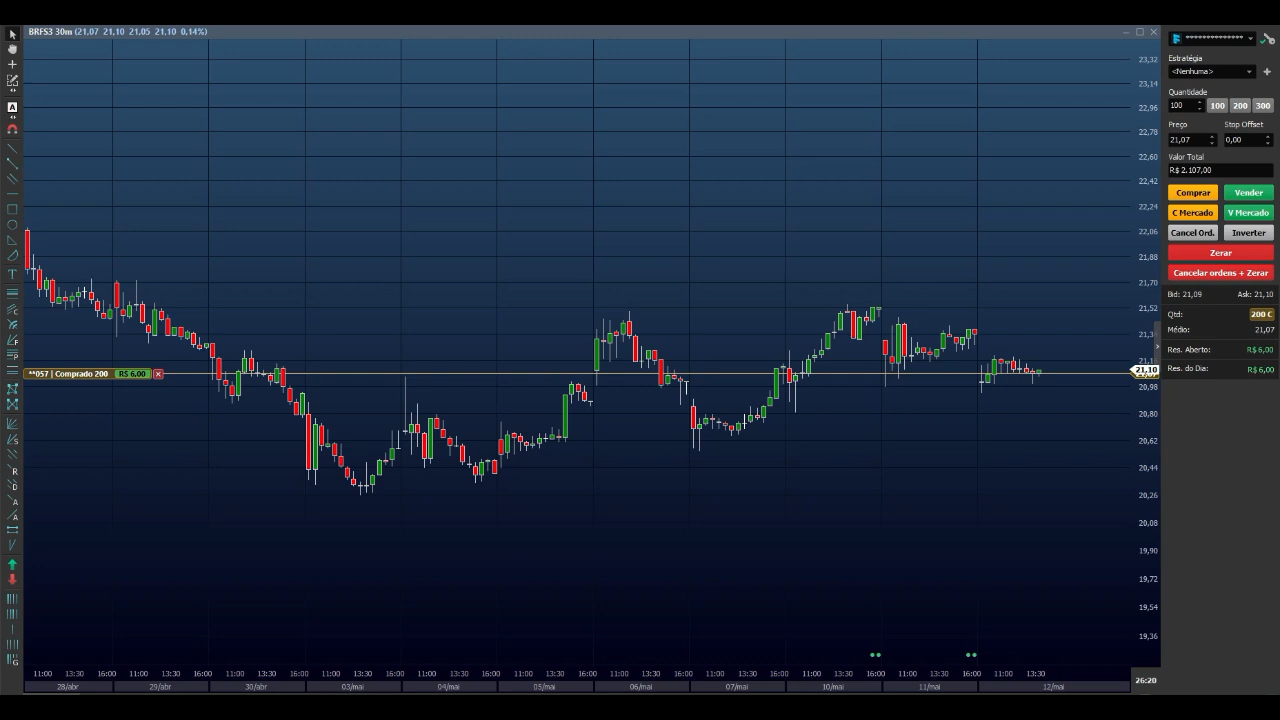 BRFS3 30m (21,07 21,10 21,05 21,10 0,14%)
**************
Estratégia
<Nenhuma>
Quantidade
100 100 200 300
Preço Stop Offset
21,07 0,00
Valor Total
R$ 2.107,00
Comprar Vender
C Mercado V Mercado
Cancel Ord. Inverter
Zerar
Cancelar ordens + Zerar
Bid: 21,09 Ask: 21,10
Qtd: 200 C
Médio: 21,07
Res. Aberto: R$ 6,00
Res. do Dia: R$ 6,00
23,32
23,14
22,96
22,78
22,60
22,42
22,24
22,06
21,88
21,70
21,52
21,3
21,1
21,10
20,98
20,80
20,62
20,44
20,26
20,08
19,90
19,72
19,54
19,36
**057 | Comprado 200 R$ 6,00
11:00 13:30 16:00 11:00 13:30 16:00 11:00 13:30 16:00 11:00 13:30 16:00 11:00 13:30 16:00 11:00 13:30 16:00 11:00 13:30 16:00 11:00 13:30 16:00 11:00 13:30 16:00 11:00 13:30 16:00 11:00 13:30
28/abr 29/abr 30/abr 03/mai 04/mai 05/mai 06/mai 07/mai 10/mai 11/mai 12/mai
26:20